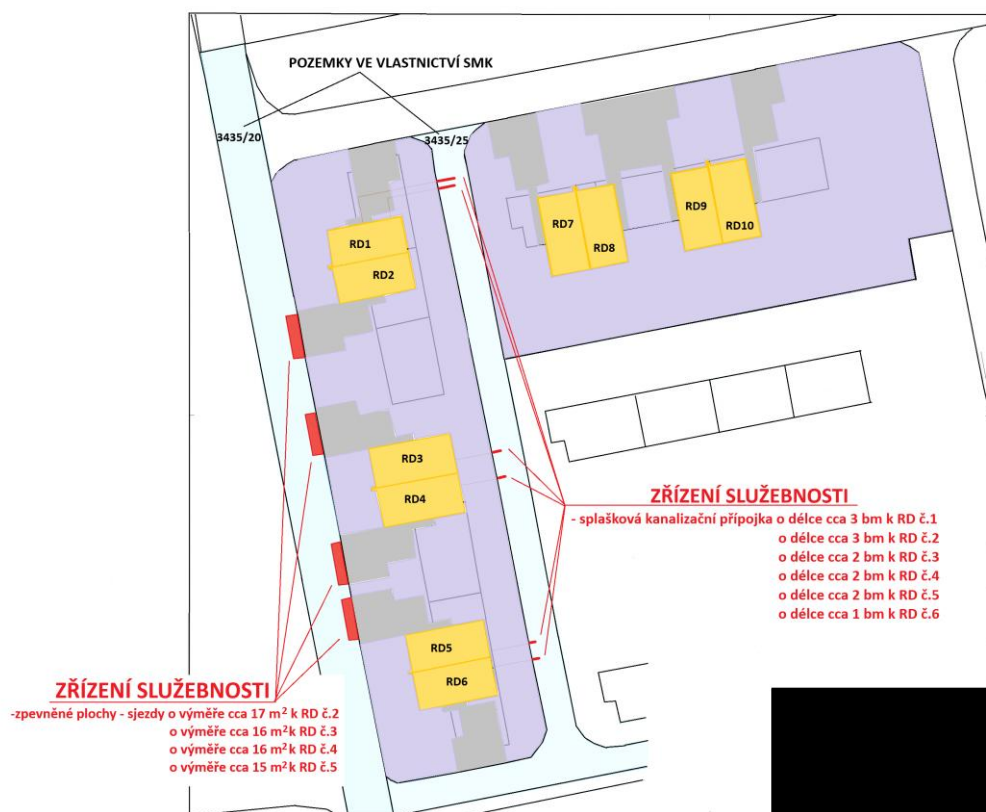 POZEMKY VE VLASTNICTVÍ SMK
3435/20
3435/25
RD1
RD2
RD7
RD8
RD9
RD10
RD3
RD4
RD5
RD6
ZŘÍZENÍ SLUŽEBNOSTI
- splašková kanalizační přípojka o délce cca 3 bm k RD č.1
o délce cca 3 bm k RD č.2
o délce cca 2 bm k RD č.3
o délce cca 2 bm k RD č.4
o délce cca 2 bm k RD č.5
o délce cca 1 bm k RD č.6
ZŘÍZENÍ SLUŽEBNOSTI
-zpevněné plochy - sjezdy o výměře cca 17 m² k RD č.2
o výměře cca 16 m² k RD č.3
o výměře cca 16 m² k RD č.4
o výměře cca 15 m² k RD č.5